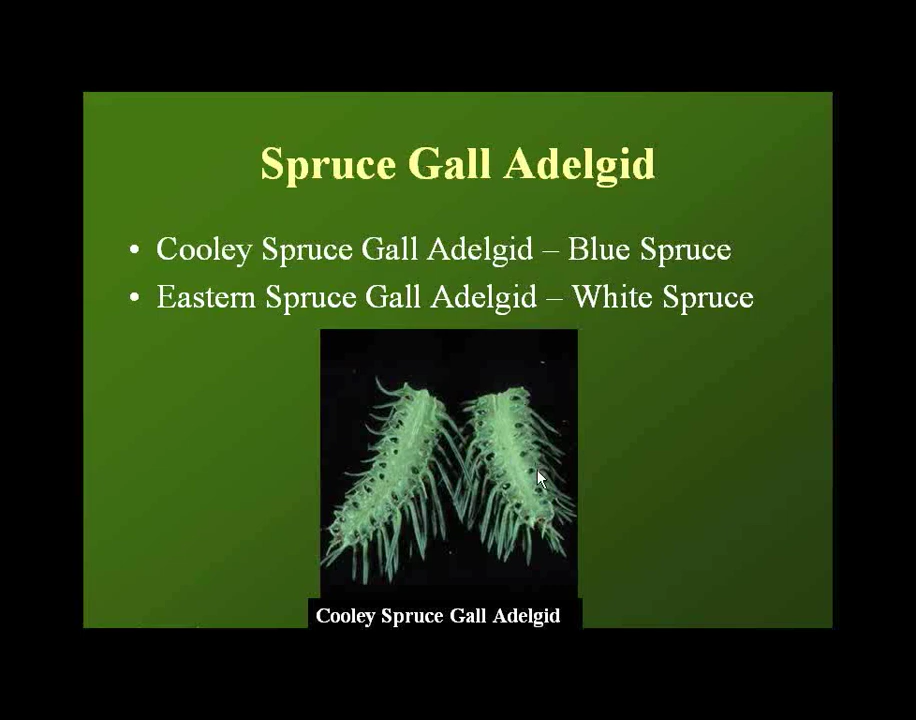 Spruce Gall Adelgid
• Cooley Spruce Gall Adelgid – Blue Spruce
• Eastern Spruce Gall Adelgid – White Spruce
Cooley Spruce Gall Adelgid